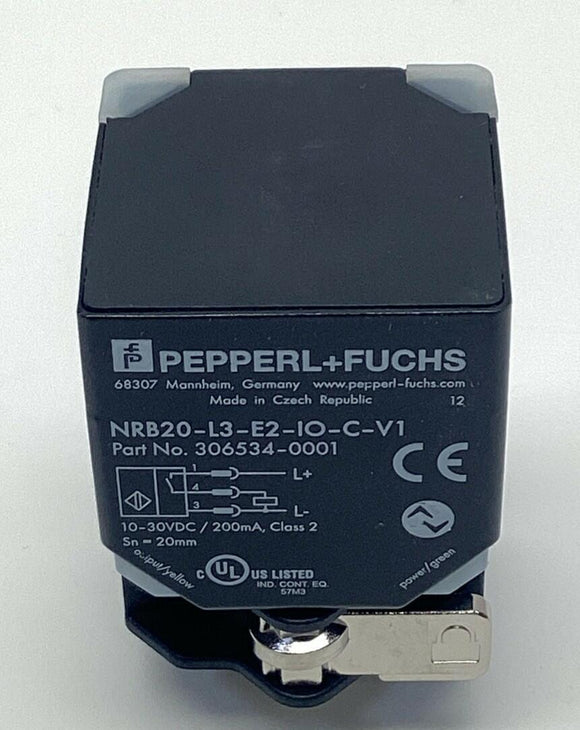 PEPPERL+FUCHS
68307 Mannheim, Germany www.pepperl-fuchs.com
Made in Czech Republic 12
NRB20-L3-E2-IO-C-V1
Part No. 306534-0001
CE
1 L+
4
3 L-
10-30VDC / 200mA, Class 2
Sn = 20mm
output/yellow
power/green
C UL US LISTED
IND. CONT. EQ.
57M3